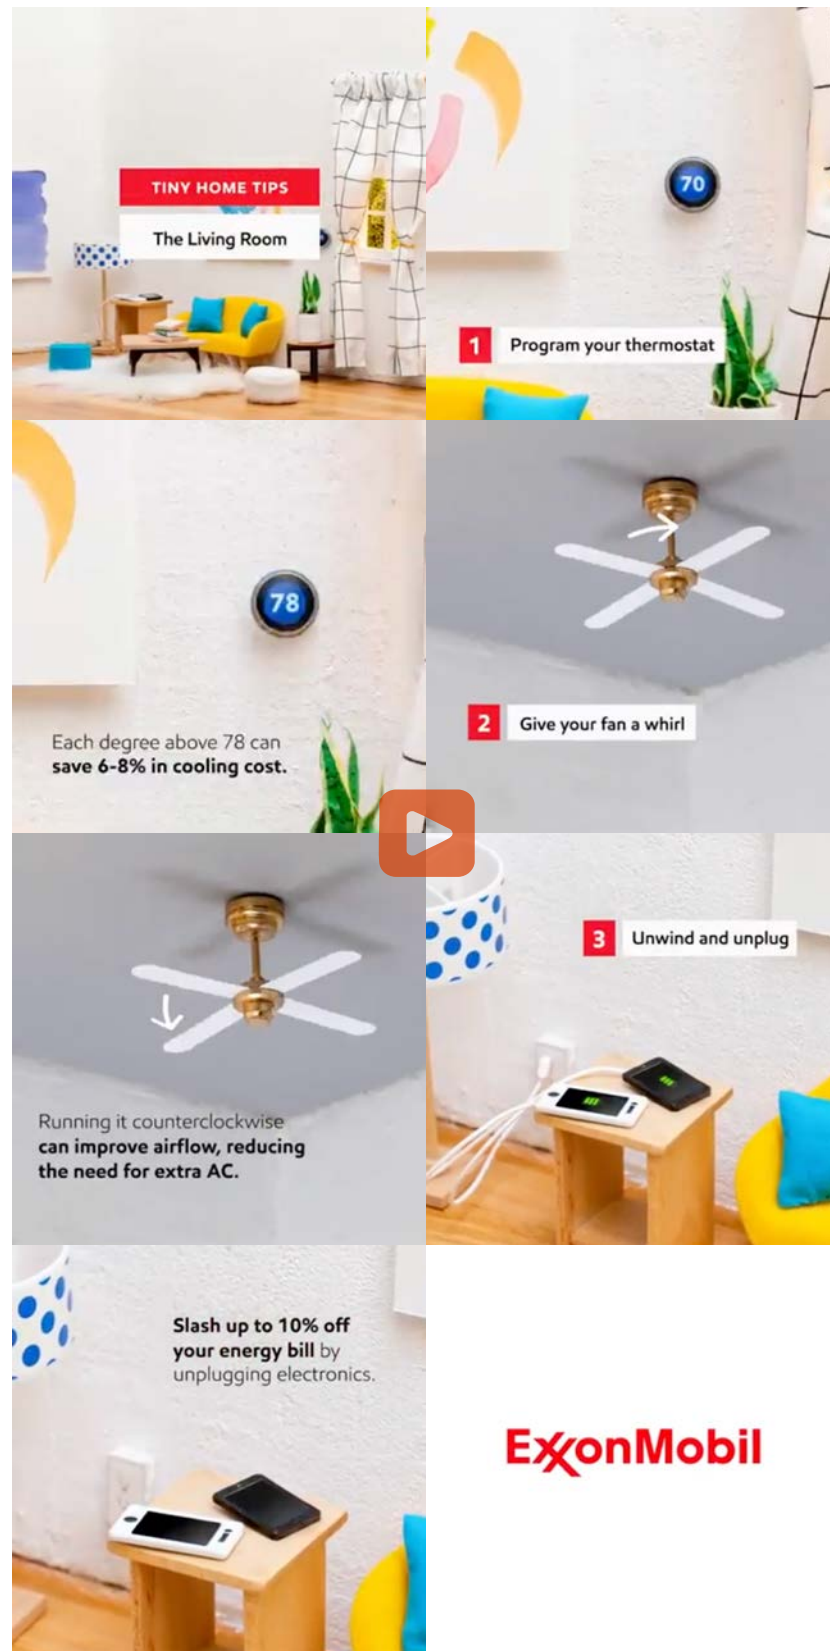 TINY HOME TIPS
The Living Room
70
1 Program your thermostat
78
Each degree above 78 can
save 6-8% in cooling cost.
2 Give your fan a whirl
Running it counterclockwise
can improve airflow, reducing
the need for extra AC.
3 Unwind and unplug
Slash up to 10% off
your energy bill by
unplugging electronics.
ExxonMobil